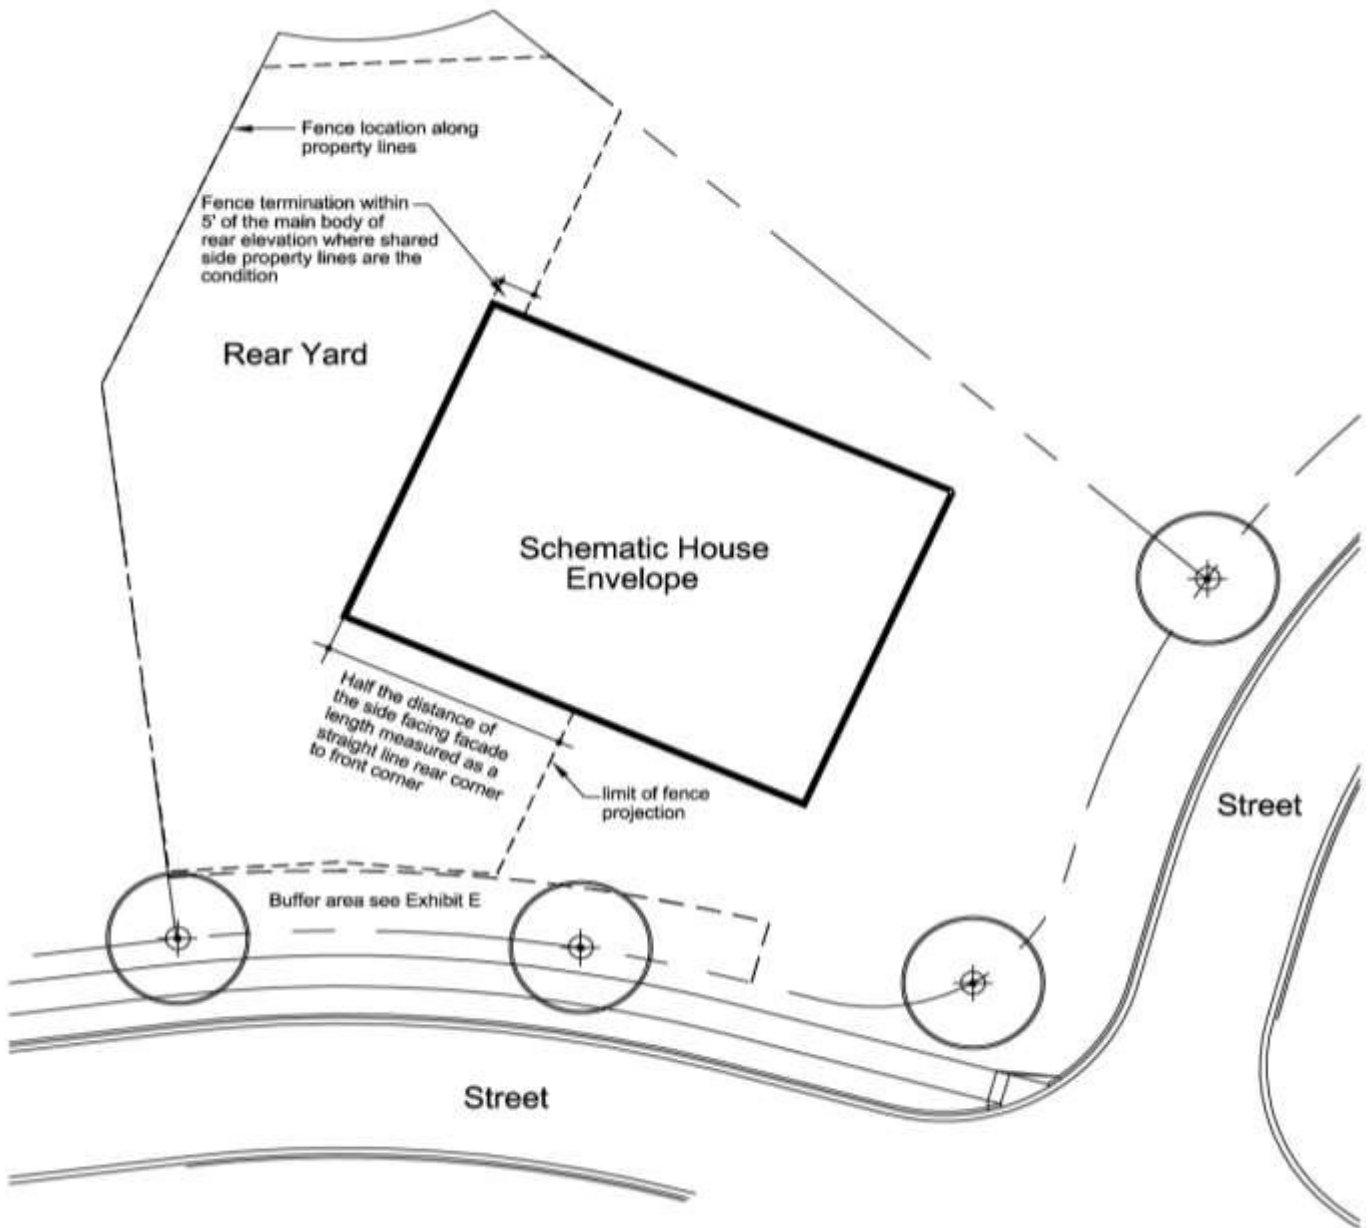 Fence location along
property lines
Fence termination within
5' of the main body of
rear elevation where shared
side property lines are the
condition
Rear Yard
Schematic House
Envelope
Half the distance of
the side facing facade
length measured as a
straight line rear corner
to front corner
limit of fence
projection
Street
Buffer area see Exhibit E
Street